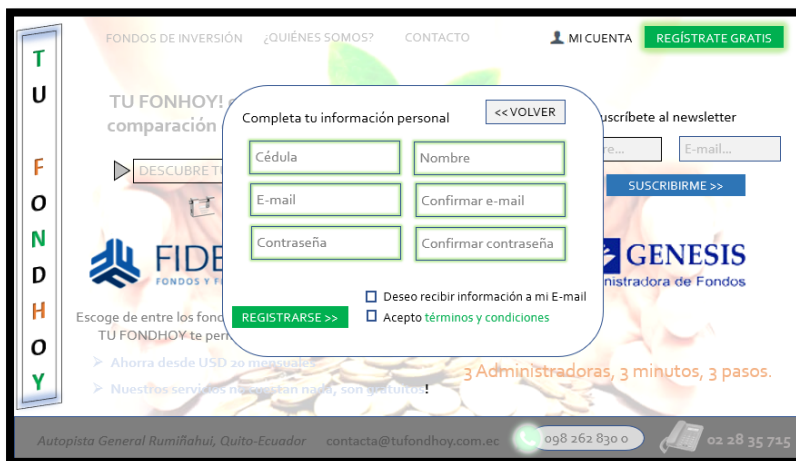 T
U
F
O
N
D
H
O
Y
FONDOS DE INVERSIÓN ¿QUIÉNES SOMOS? CONTACTO MI CUENTA REGÍSTRATE GRATIS
TU FONHOY!
comparación
Completa tu información personal << VOLVER
uscríbete al newsletter
Cédula Nombre
re... E-mail...
DESCUBRE TU
E-mail Confirmar e-mail
SUSCRIBIRME >>
Contraseña Confirmar contraseña
FIDE
FONDOS Y F
GENESIS
nistradora de Fondos
Deseo recibir información a mi E-mail
REGISTRARSE >> Acepto términos y condiciones
Escoge de entre los fond
TU FONDHOY te perm
Ahorra desde USD 20 mensuales
3 Administradoras, 3 minutos, 3 pasos.
Nuestros servicios no cuestan nada, son gratuitos!
Autopista General Rumiñahui, Quito-Ecuador contacta@tufondhoy.com.ec 098 262 830 0 02 28 35 715